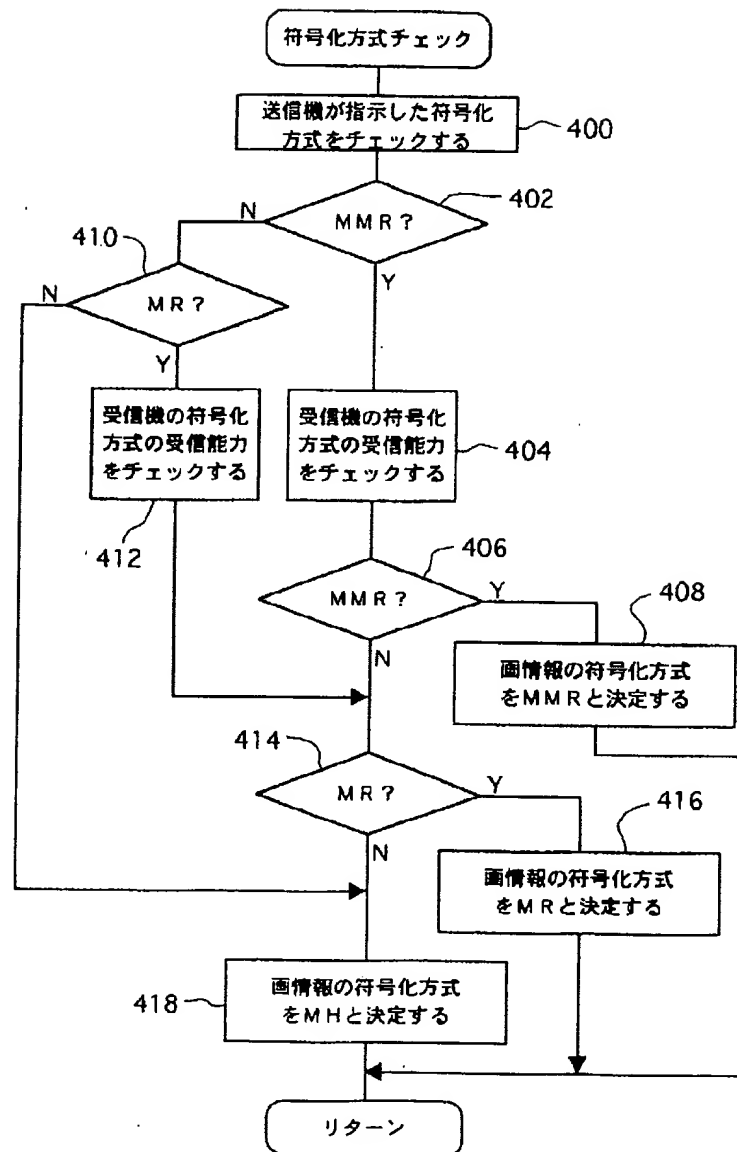 符号化方式チェック
送信機が指示した符号化
方式をチェックする
400
402
N
MMR?
Y
410
N
MR?
Y
受信機の符号化
方式の受信能力
をチェックする
412
受信機の符号化
方式の受信能力
をチェックする
404
406
MMR?
Y
N
408
画情報の符号化方式
をMMRと決定する
414
MR?
Y
N
416
画情報の符号化方式
をMRと決定する
418
画情報の符号化方式
をMHと決定する
リターン